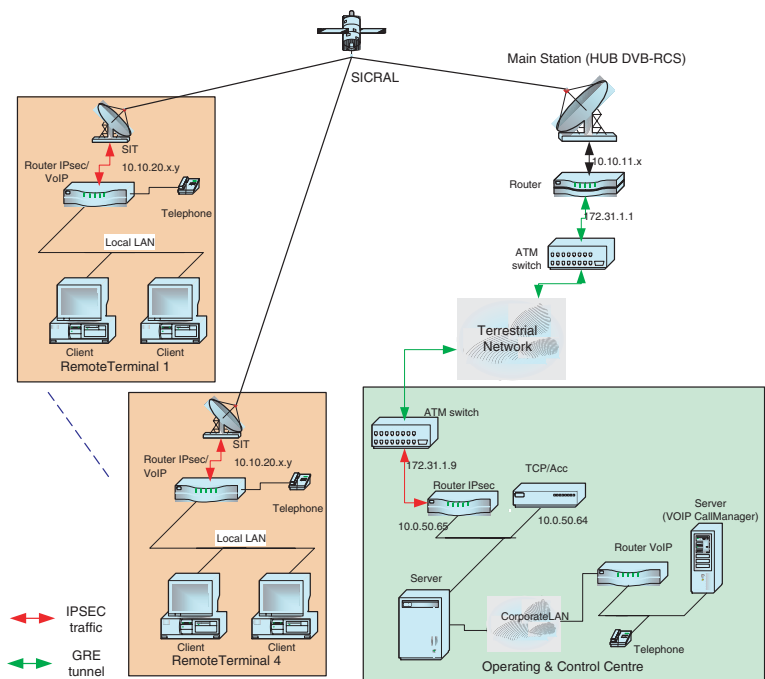 SICRAL
Main Station (HUB DVB-RCS)
SIT
Router IPsec/
VoIP
10.10.20.x.y
Telephone
Local LAN
Client
Client
RemoteTerminal 1
10.10.11.x
Router
172.31.1.1
ATM
switch
Terrestrial
Network
SIT
Router IPsec/
VoIP
10.10.20.x.y
Telephone
Local LAN
Client
Client
RemoteTerminal 4
ATM switch
172.31.1.9
Router IPsec
TCP/Acc
10.0.50.65
10.0.50.64
Server
(VOIP CallManager)
Router VoIP
Server
CorporateLAN
Telephone
Operating & Control Centre
IPSEC
traffic
GRE
tunnel